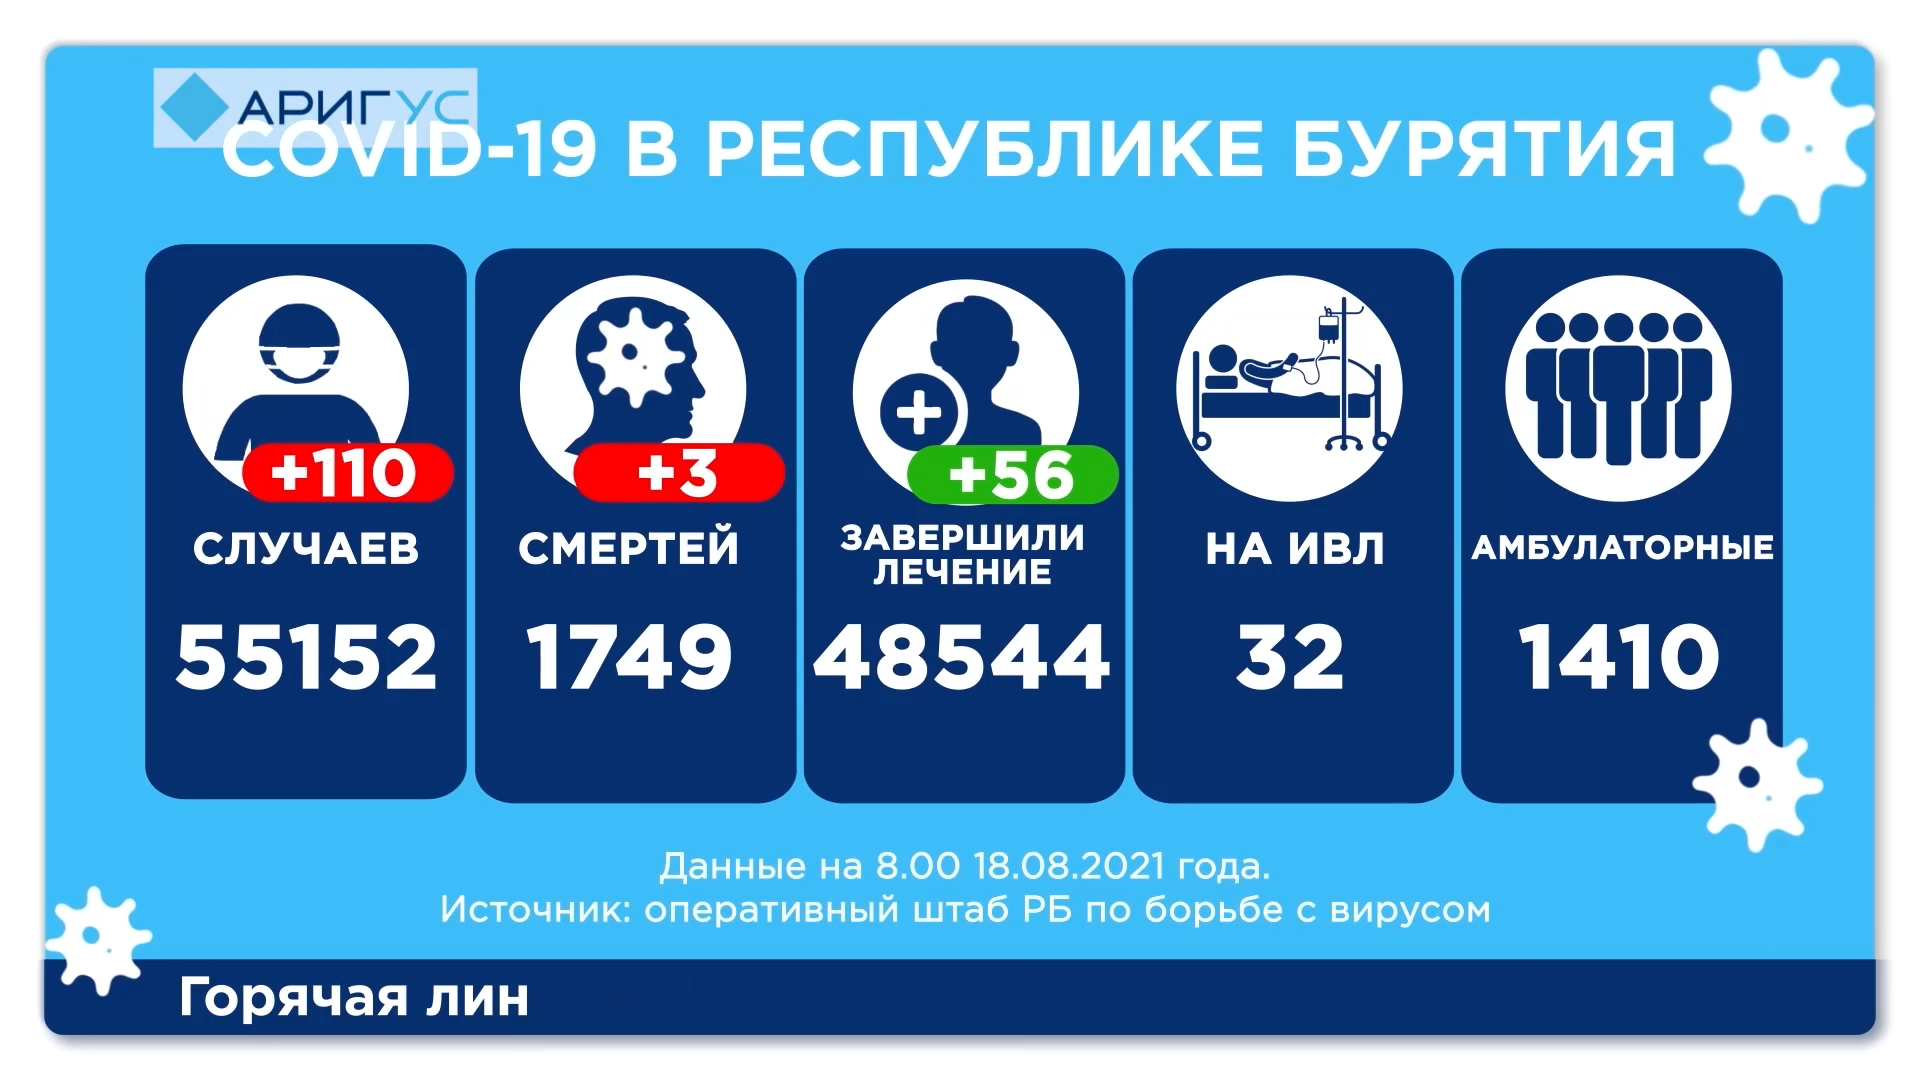 АРИГУС
COVID-19 В РЕСПУБЛИКЕ БУРЯТИЯ
+110
СЛУЧАЕВ
55152
+3
СМЕРТЕЙ
1749
+56
ЗАВЕРШИЛИ
ЛЕЧЕНИЕ
48544
НА ИВЛ
32
АМБУЛАТОРНЫЕ
1410
Данные на 8.00 18.08.2021 года.
Источник: оперативный штаб РБ по борьбе с вирусом
Горячая лин